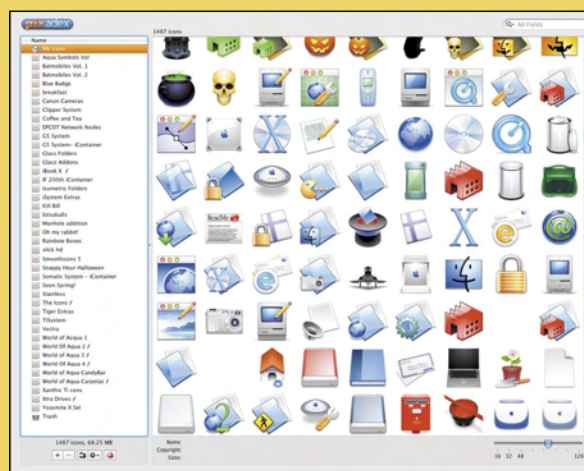 pixadex
1487 icons
All Fields
Name
My Icons
Aqua Symbols Vol
Batmobiles Vol. 1
Batmobiles Vol. 2
Blue Badge
breakfast
Canon Cameras
Clipper System
Coffee and Tea
EPCOT Network Nodes
G5 System
G5 System- iContainer
Glass Folders
Glass Addons
iBook X ƒ
IF 200th iContainer
Isometric Folders
iSystem Extras
Kill Bill
lotsuballs
Manhole addition
Oh my rabbit!
Rainbow Boxes
slick hd
Smoothicons 5
Snappy Hour Halloween
Somatic System - iContainer
Soon Spring!
Stainless
The Icons ƒ
Tiger Extras
TiSystem
Vectra
World of Acqua 1
World Of Aqua 2 ƒ
World of Aqua 3 ƒ
World Of Aqua 4 ƒ
World of Aqua CandyBar
World of Aqua Carpetas ƒ
Xanthic Ti cons
Xtra Drives ƒ
Yosemite X Set
Trash
ReadMe
1487 icons, 68.25 MB
Name:
Copyright:
Sizes:
16 32 48 128